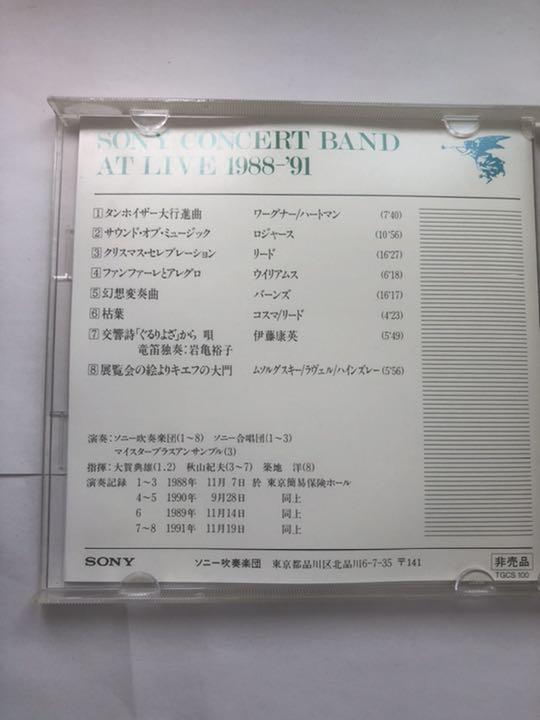 SONY CONCERT BAND
AT LIVE 1988-'91
1 タンホイザー大行進曲 ワーグナー/ハートマン (7'40)
2 サウンド・オブ・ミュージック ロジャース (10'56)
3 クリスマス・セレブレーション リード (16'27)
4 ファンファーレとアレグロ ウイリアムス (6'18)
5 幻想変奏曲 バーンズ (16'17)
6 枯葉 コスマ/リード (4'23)
7 交響詩「ぐるりよざ」から 唄 伊藤康英 (5'49)
竜笛独奏:岩亀裕子
8 展覧会の絵よりキエフの大門 ムソルグスキー/ラヴェル/ハインズレー (5'56)
演奏:ソニー吹奏楽団(1〜8) ソニー合唱団(1〜3)
マイスターブラスアンサンブル(3)
指揮:大賀典雄(1.2) 秋山紀夫(3〜7) 築地 洋(8)
演奏記録 1〜3 1988年 11月 7日 於 東京簡易保険ホール
4〜5 1990年 9月28日 同上
6 1989年 11月14日 同上
7〜8 1991年 11月19日 同上
SONY ソニー吹奏楽団 東京都品川区北品川6-7-35 〒141 非売品
TGCS 100